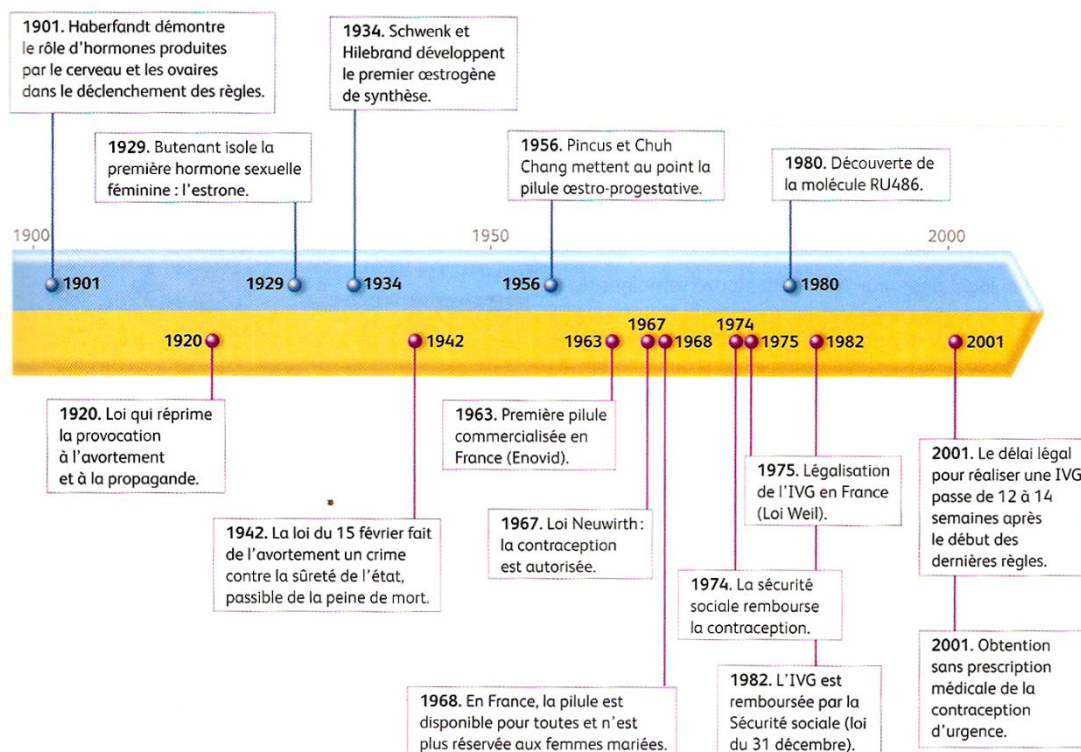 1901. Haberfandt démontre
le rôle d'hormones produites
par le cerveau et les ovaires
dans le déclenchement des règles.
1934. Schwenk et
Hilebrand développent
le premier œstrogène
de synthèse.
1929. Butenant isole la
première hormone sexuelle
féminine : l'estrone.
1956. Pincus et Chuh
Chang mettent au point la
pilule œstro-progestative.
1980. Découverte de
la molécule RU486.
1900
1950
2000
1901
1929
1934
1956
1980
1920
1942
1963
1967
1968
1974
1975
1982
2001
1920. Loi qui réprime
la provocation
à l'avortement
et à la propagande.
1942. La loi du 15 février fait
de l'avortement un crime
contre la sûreté de l'état,
passible de la peine de mort.
1963. Première pilule
commercialisée en
France (Enovid).
1967. Loi Neuwirth :
la contraception
est autorisée.
1968. En France, la pilule est
disponible pour toutes et n'est
plus réservée aux femmes mariées.
1974. La sécurité
sociale rembourse
la contraception.
1975. Légalisation
de l'IVG en France
(Loi Weil).
1982. L'IVG est
remboursée par la
Sécurité sociale (loi
du 31 décembre).
2001. Le délai légal
pour réaliser une IVG
passe de 12 à 14
semaines après
le début des
dernières règles.
2001. Obtention
sans prescription
médicale de la
contraception
d'urgence.